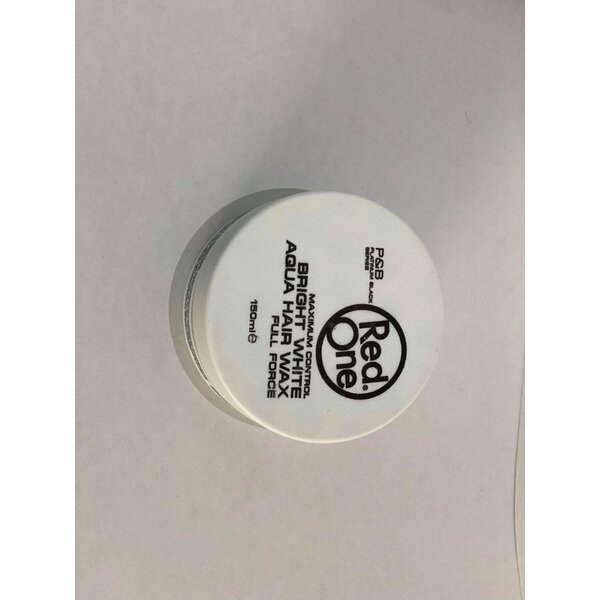 P&B
PLATINUM BLACK
SERIES
Red®
One
MAXIMUM CONTROL
BRIGHT WHITE
AQUA HAIR WAX
FULL FORCE
150ml℮